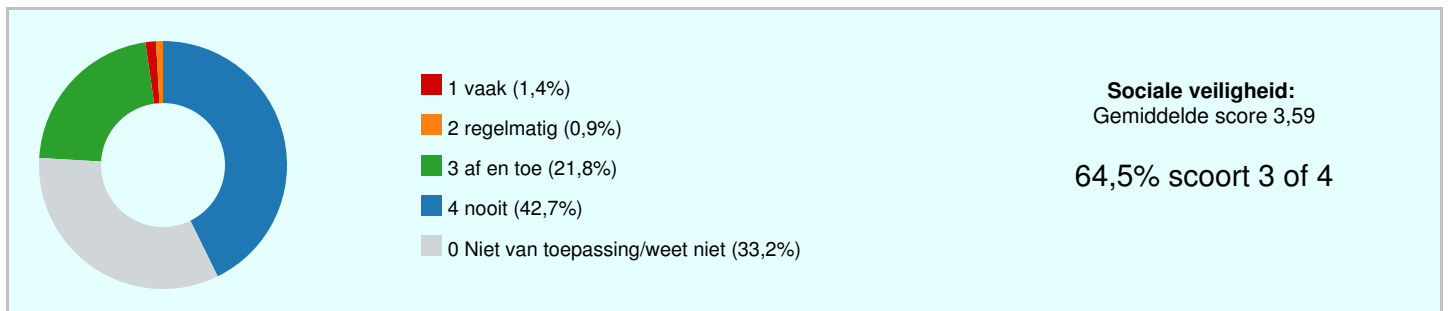 1 vaak (1,4%)
2 regelmatig (0,9%)
3 af en toe (21,8%)
4 nooit (42,7%)
0 Niet van toepassing/weet niet (33,2%)
Sociale veiligheid:
Gemiddelde score 3,59
64,5% scoort 3 of 4